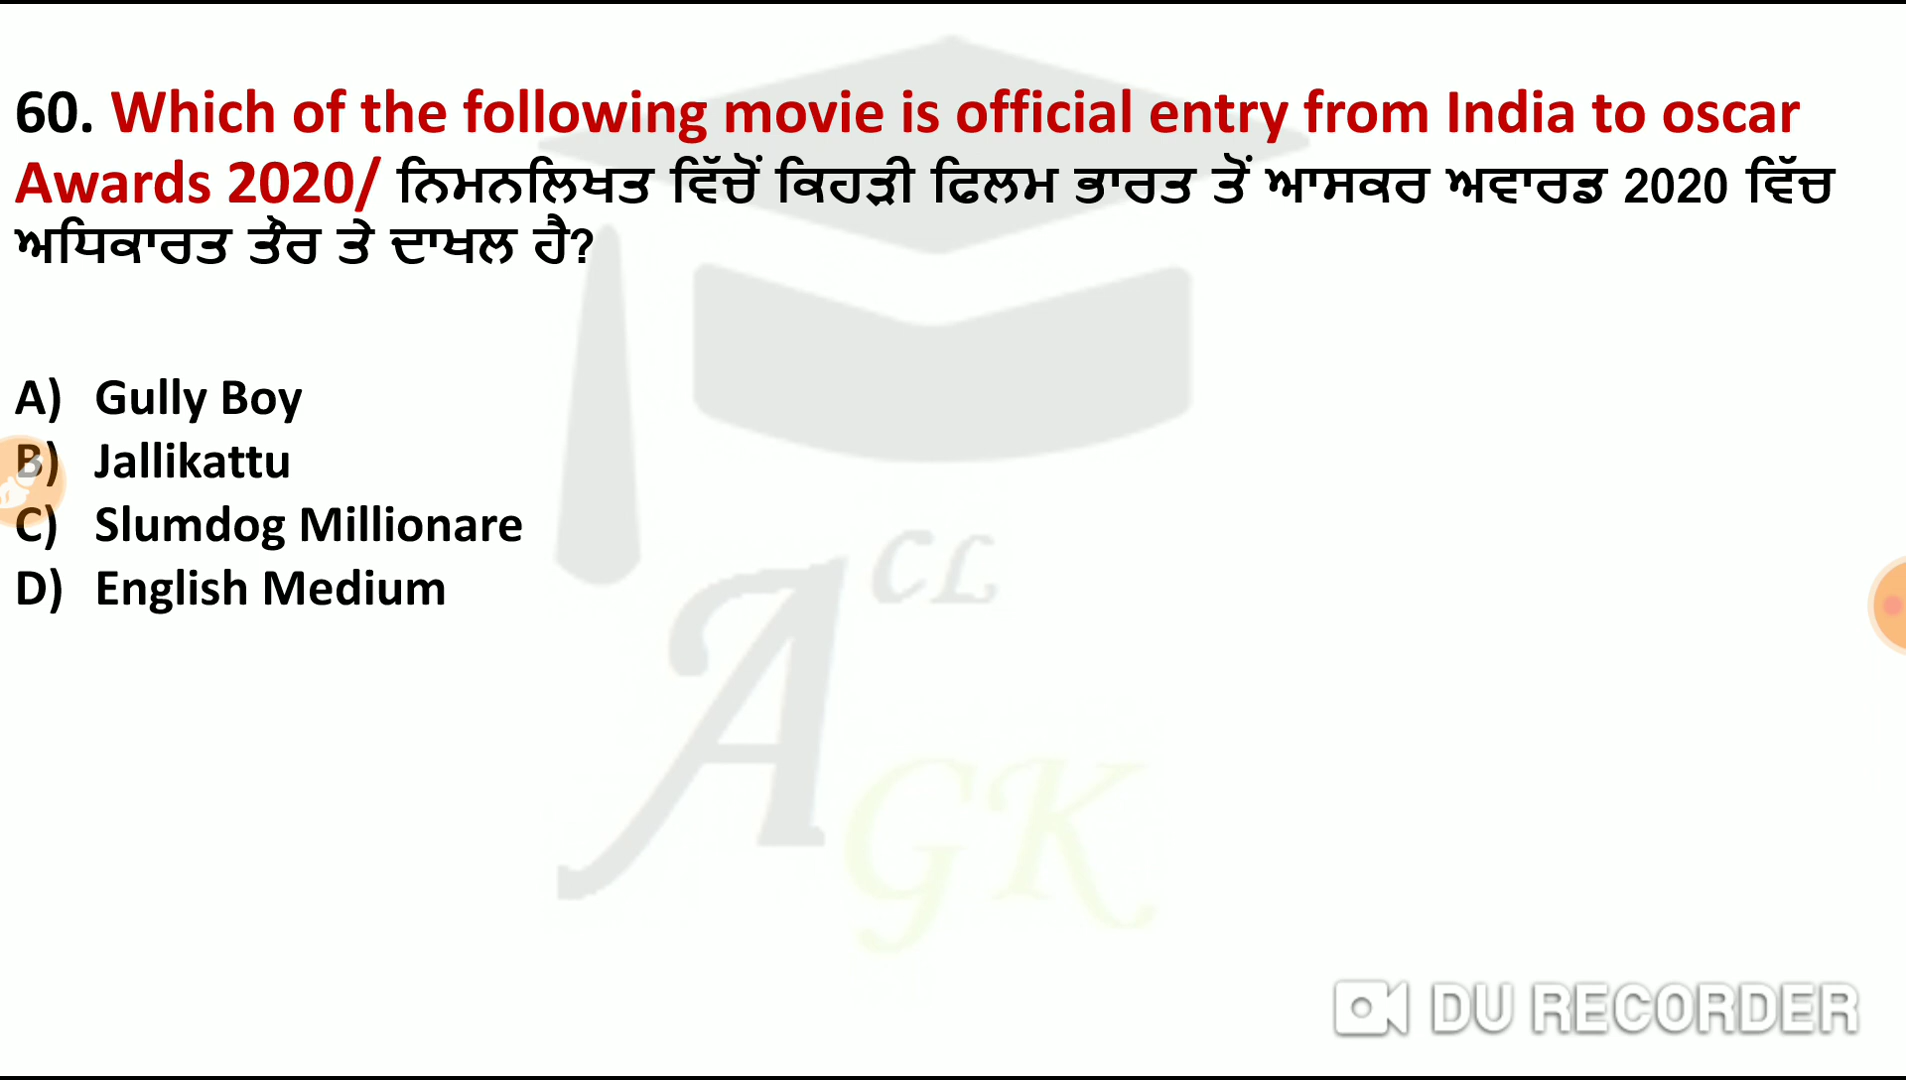 60. Which of the following movie is official entry from India to oscar
Awards 2020/ ਨਿਮਨਲਿਖਤ ਵਿੱਚੋਂ ਕਿਹੜੀ ਫਿਲਮ ਭਾਰਤ ਤੋਂ ਆਸਕਰ ਅਵਾਰਡ 2020 ਵਿੱਚ
ਅਧਿਕਾਰਤ ਤੌਰ ਤੇ ਦਾਖਲ ਹੈ?
A) Gully Boy
B) Jallikattu
C) Slumdog Millionare
D) English Medium
A CL
GK
DU RECORDER